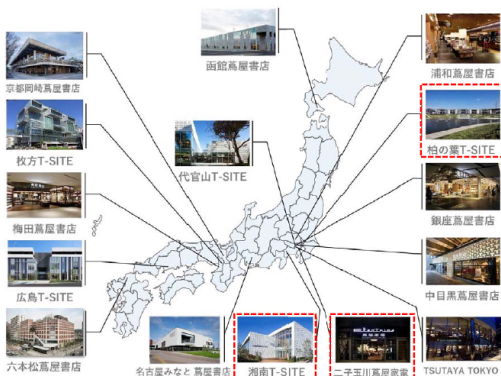 函館蔦屋書店
浦和蔦屋書店
京都岡崎蔦屋書店
柏の葉T-SITE
枚方T-SITE
代官山T-SITE
梅田蔦屋書店
銀座蔦屋書店
広島T-SITE
中目黒蔦屋書店
六本松蔦屋書店
名古屋みなと 蔦屋書店
湘南T-SITE
二子玉川蔦屋家電
TSUTAYA TOKYO